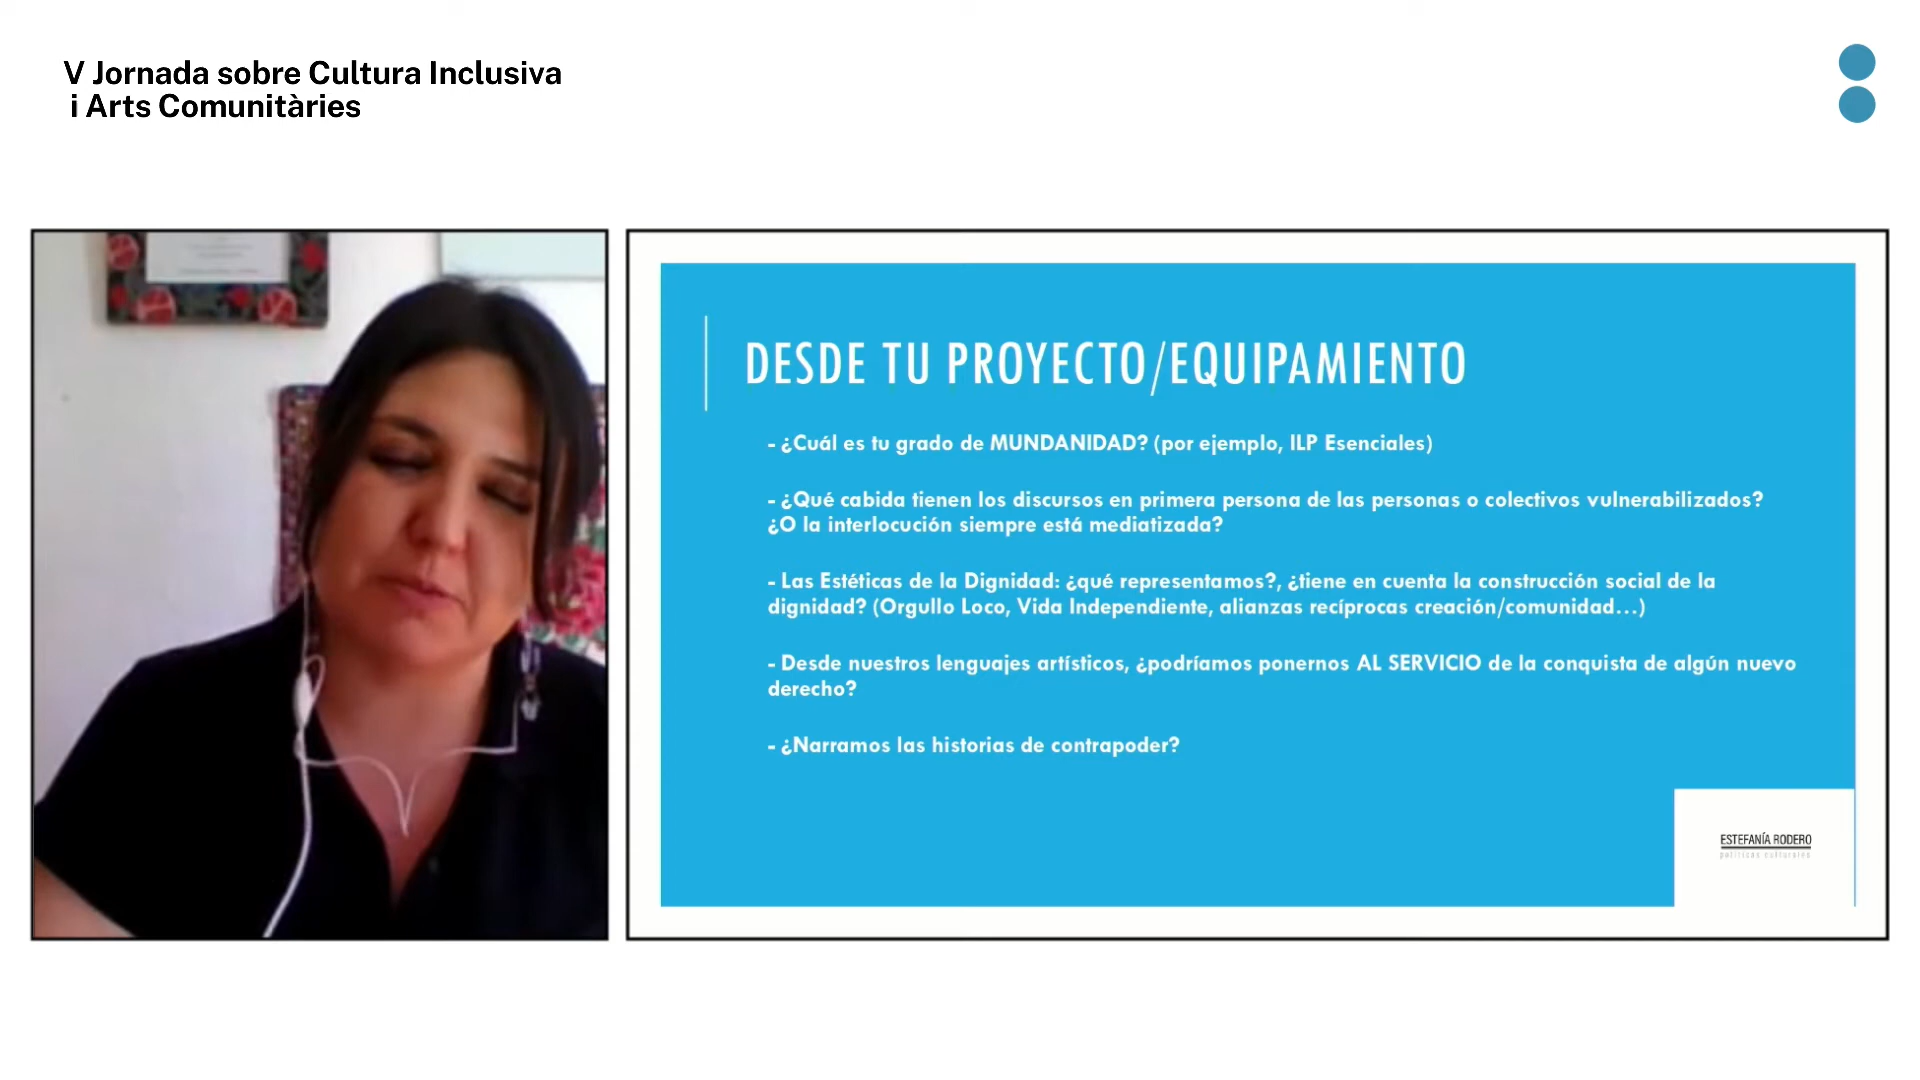 V Jornada sobre Cultura Inclusiva
i Arts Comunitàries
DESDE TU PROYECTO/EQUIPAMIENTO
- ¿Cuál es tu grado de MUNDANIDAD? (por ejemplo, ILP Esenciales)
- ¿Qué cabida tienen los discursos en primera persona de las personas o colectivos vulnerabilizados?
¿O la interlocución siempre está mediatizada?
- Las Estéticas de la Dignidad: ¿qué representamos?, ¿tiene en cuenta la construcción social de la
dignidad? (Orgullo Loco, Vida Independiente, alianzas recíprocas creación/comunidad...)
- Desde nuestros lenguajes artísticos, ¿podríamos ponernos AL SERVICIO de la conquista de algún nuevo
derecho?
- ¿Narramos las historias de contrapoder?
ESTEFANÍA RODERO
políticas culturales